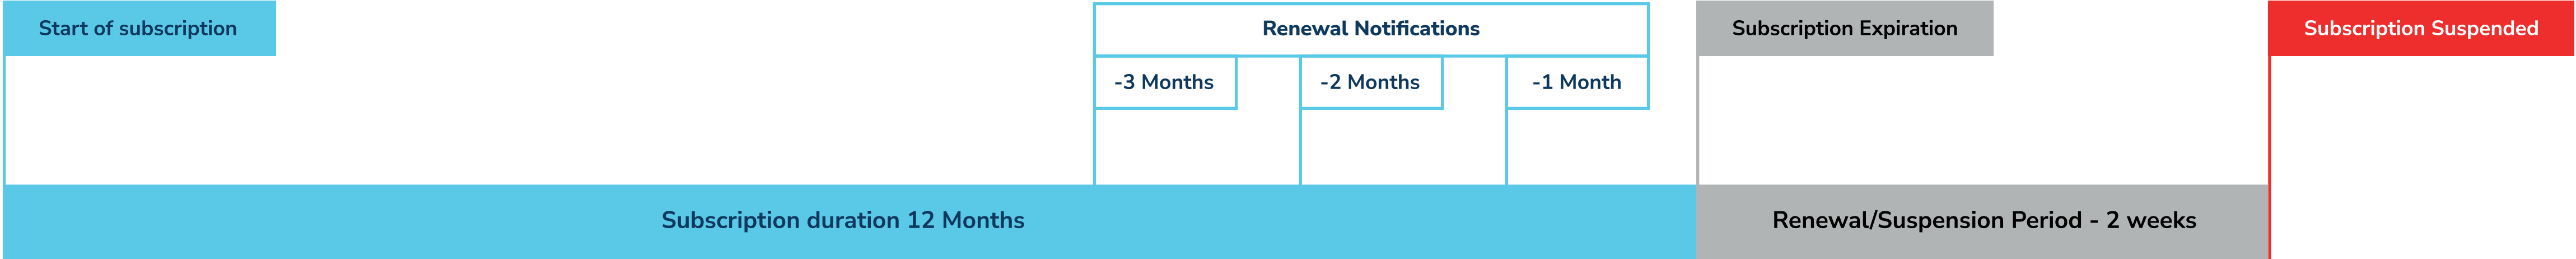 Start of subscription
Renewal Notifications
Subscription Expiration
Subscription Suspended
-3 Months
-2 Months
-1 Month
Subscription duration 12 Months
Renewal/Suspension Period - 2 weeks